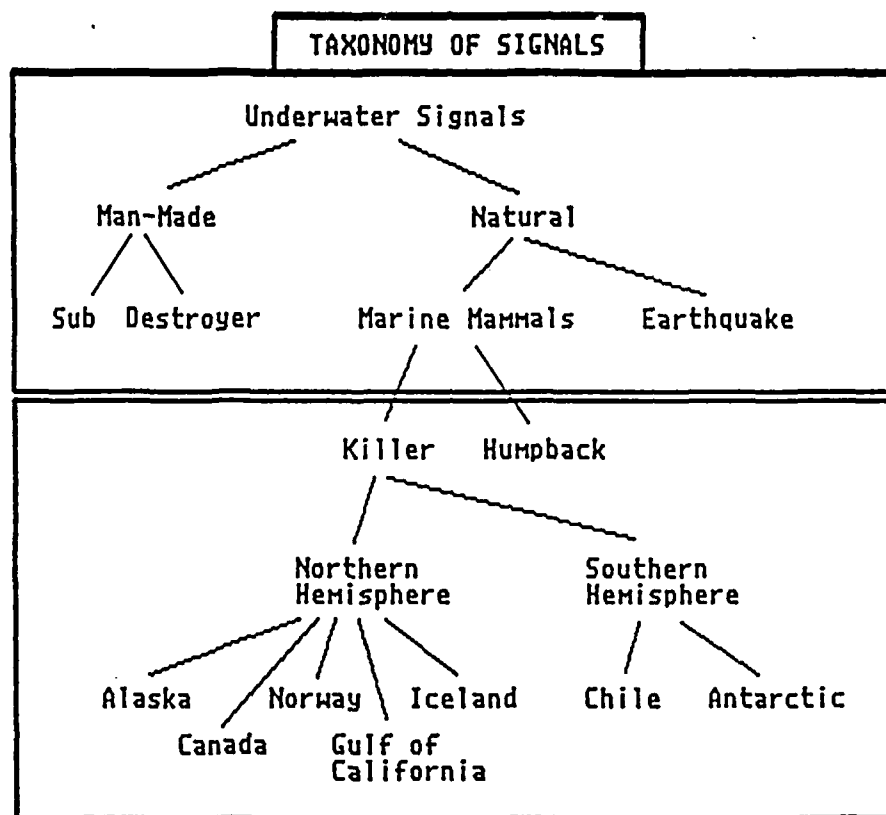 TAXONOMY OF SIGNALS
Underwater Signals
Man-Made Natural
Sub Destroyer Marine Mammals Earthquake
Killer Humpback
Northern Hemisphere
Southern Hemisphere
Alaska Norway Iceland Chile Antarctic
Canada Gulf of
California